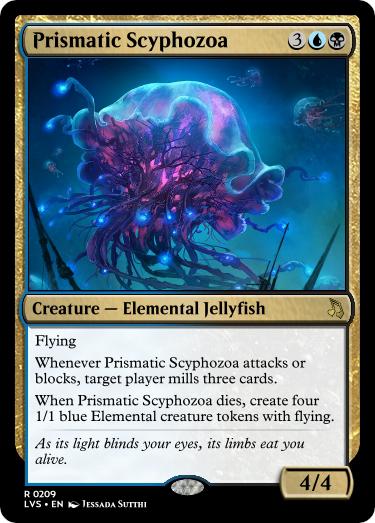 Prismatic Scyphozoa 3
Creature — Elemental Jellyfish
Flying
Whenever Prismatic Scyphozoa attacks or
blocks, target player mills three cards.
When Prismatic Scyphozoa dies, create four
1/1 blue Elemental creature tokens with flying.
As its light blinds your eyes, its limbs eat you
alive.
4/4
R 0209
LVS • EN Jessada Sutthi